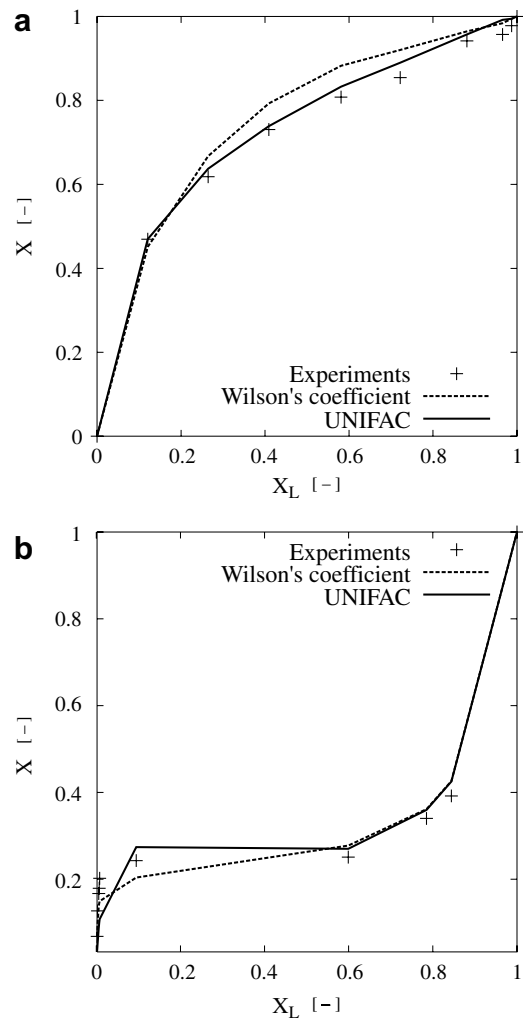 a
1
0.8
0.6
0.4
0.2
0
X [-]
Experiments
Wilson's coefficient
UNIFAC
0 0.2 0.4 0.6 0.8 1
X_L [-]
b
1
0.8
0.6
0.4
0.2
X [-]
Experiments
Wilson's coefficient
UNIFAC
0 0.2 0.4 0.6 0.8 1
X_L [-]